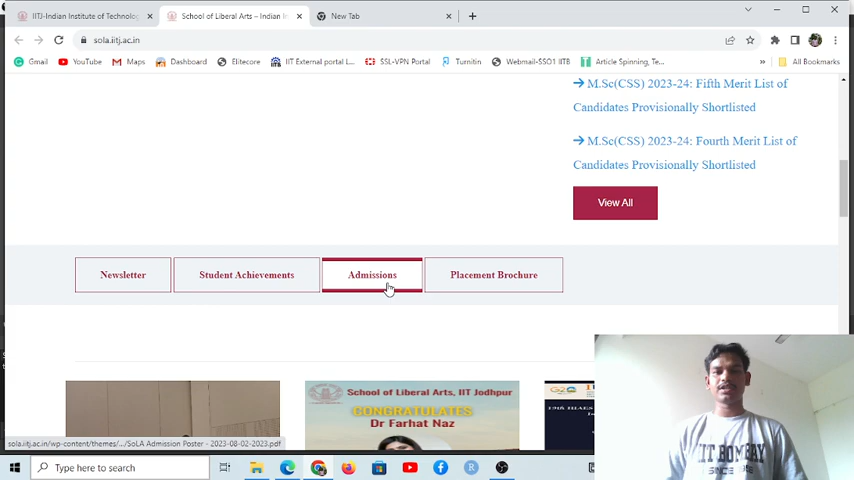 IITJ-Indian Institute of Technolog
School of Liberal Arts – Indian In
New Tab
sola.iitj.ac.in
Gmail
YouTube
Maps
Dashboard
Elitecore
IIT External portal L...
SSL-VPN Portal
Turnitin
Webmail-SSO1 IITB
Article Spinning, Te...
»
All Bookmarks
→ M.Sc(CSS) 2023-24: Fifth Merit List of
Candidates Provisionally Shortlisted
→ M.Sc(CSS) 2023-24: Fourth Merit List of
Candidates Provisionally Shortlisted
View All
Newsletter
Student Achievements
Admissions
Placement Brochure
School of Liberal Arts, IIT Jodhpur
CONGRATULATES
Dr Farhat Naz
sola.iitj.ac.in/wp-content/themes/.../SoLA Admission Poster - 2023-08-02-2023.pdf
IIT BOMBAY
SINCE 1958
Type here to search